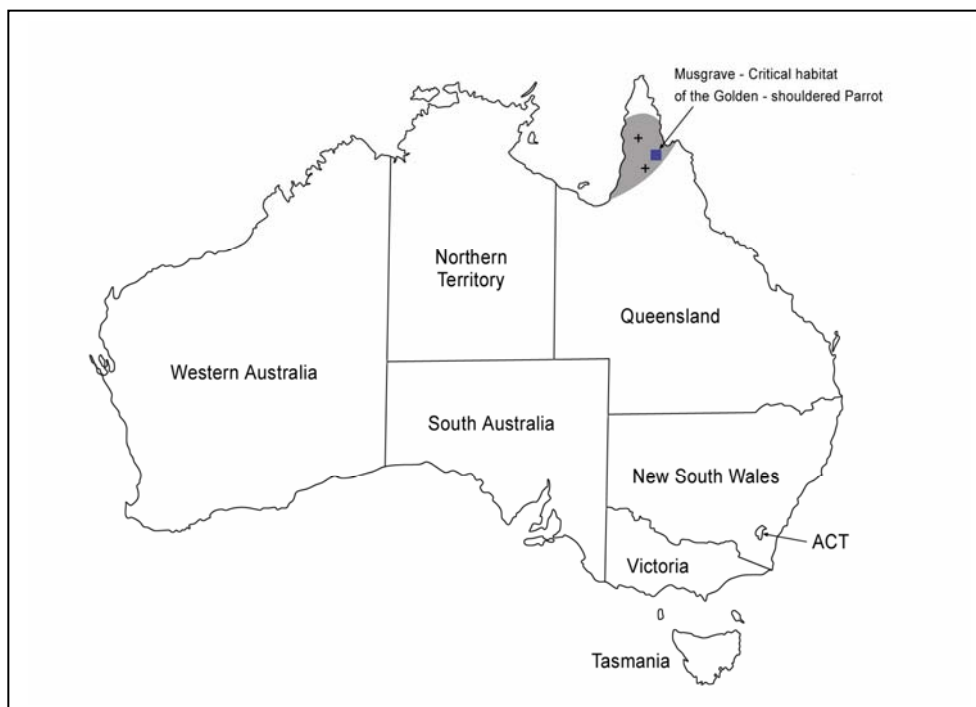 Musgrave - Critical habitat
of the Golden - shouldered Parrot
Northern
Territory
Queensland
Western Australia
South Australia
New South Wales
ACT
Victoria
Tasmania